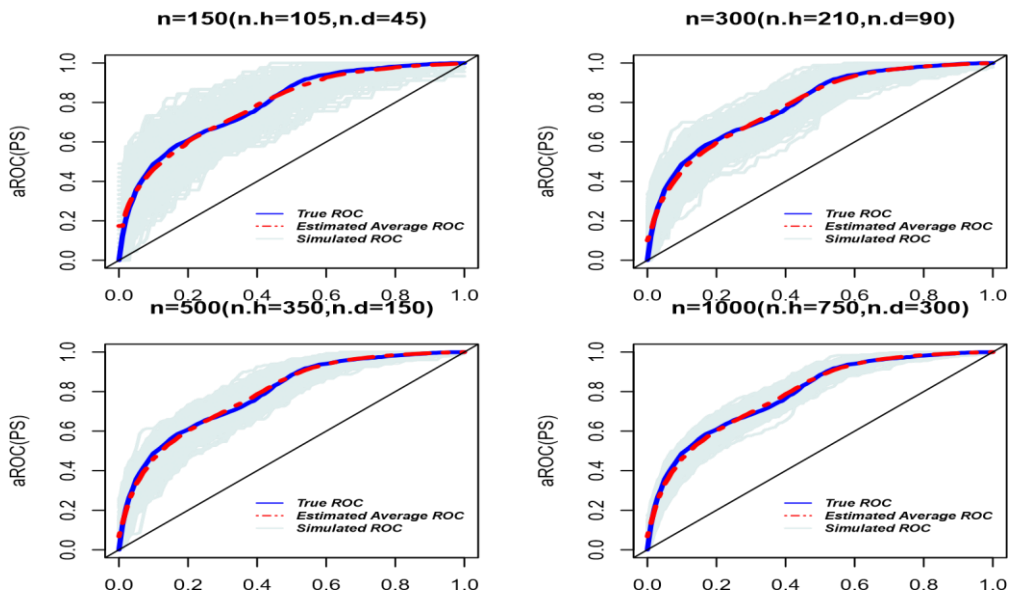 n=150(n.h=105,n.d=45)
aROC(PS)
1.0
0.8
0.6
0.4
0.2
0.0
True ROC
Estimated Average ROC
Simulated ROC
0.0 0.2 0.4 0.6 0.8 1.0
n=300(n.h=210,n.d=90)
aROC(PS)
1.0
0.8
0.6
0.4
0.2
0.0
True ROC
Estimated Average ROC
Simulated ROC
0.0 0.2 0.4 0.6 0.8 1.0
n=500(n.h=350,n.d=150)
aROC(PS)
1.0
0.8
0.6
0.4
0.2
0.0
True ROC
Estimated Average ROC
Simulated ROC
0.0 0.2 0.4 0.6 0.8 1.0
n=1000(n.h=750,n.d=300)
aROC(PS)
1.0
0.8
0.6
0.4
0.2
0.0
True ROC
Estimated Average ROC
Simulated ROC
0.0 0.2 0.4 0.6 0.8 1.0